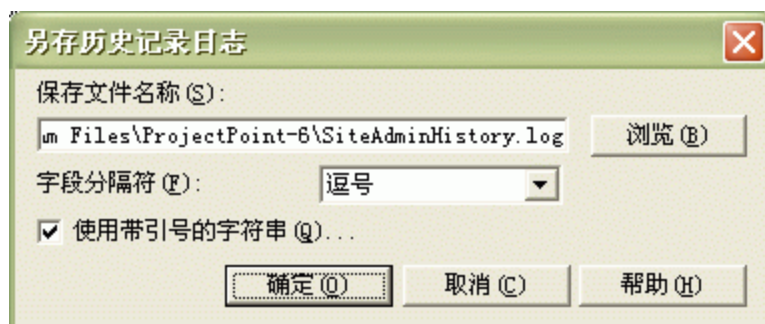 另存历史记录日志
保存文件名称(S):
m Files\ProjectPoint-6\SiteAdminHistory.log 浏览(B)
字段分隔符(F): 逗号
使用带引号的字符串(Q)...
确定(O) 取消(C) 帮助(H)